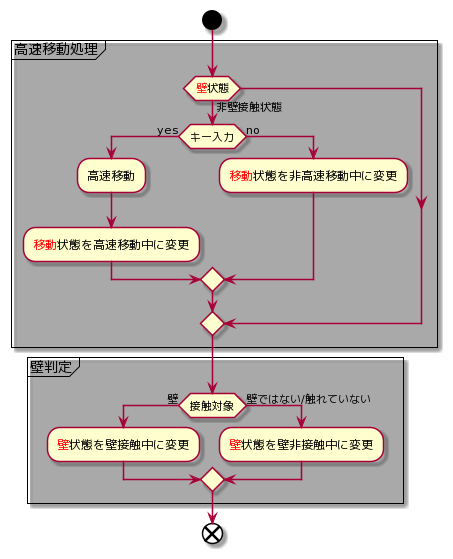 高速移動処理
壁状態
非壁接触状態
キー入力
yes
no
高速移動
移動状態を非高速移動中に変更
移動状態を高速移動中に変更
壁判定
接触対象
壁
壁ではない/触れていない
壁状態を壁接触中に変更
壁状態を壁非接触中に変更